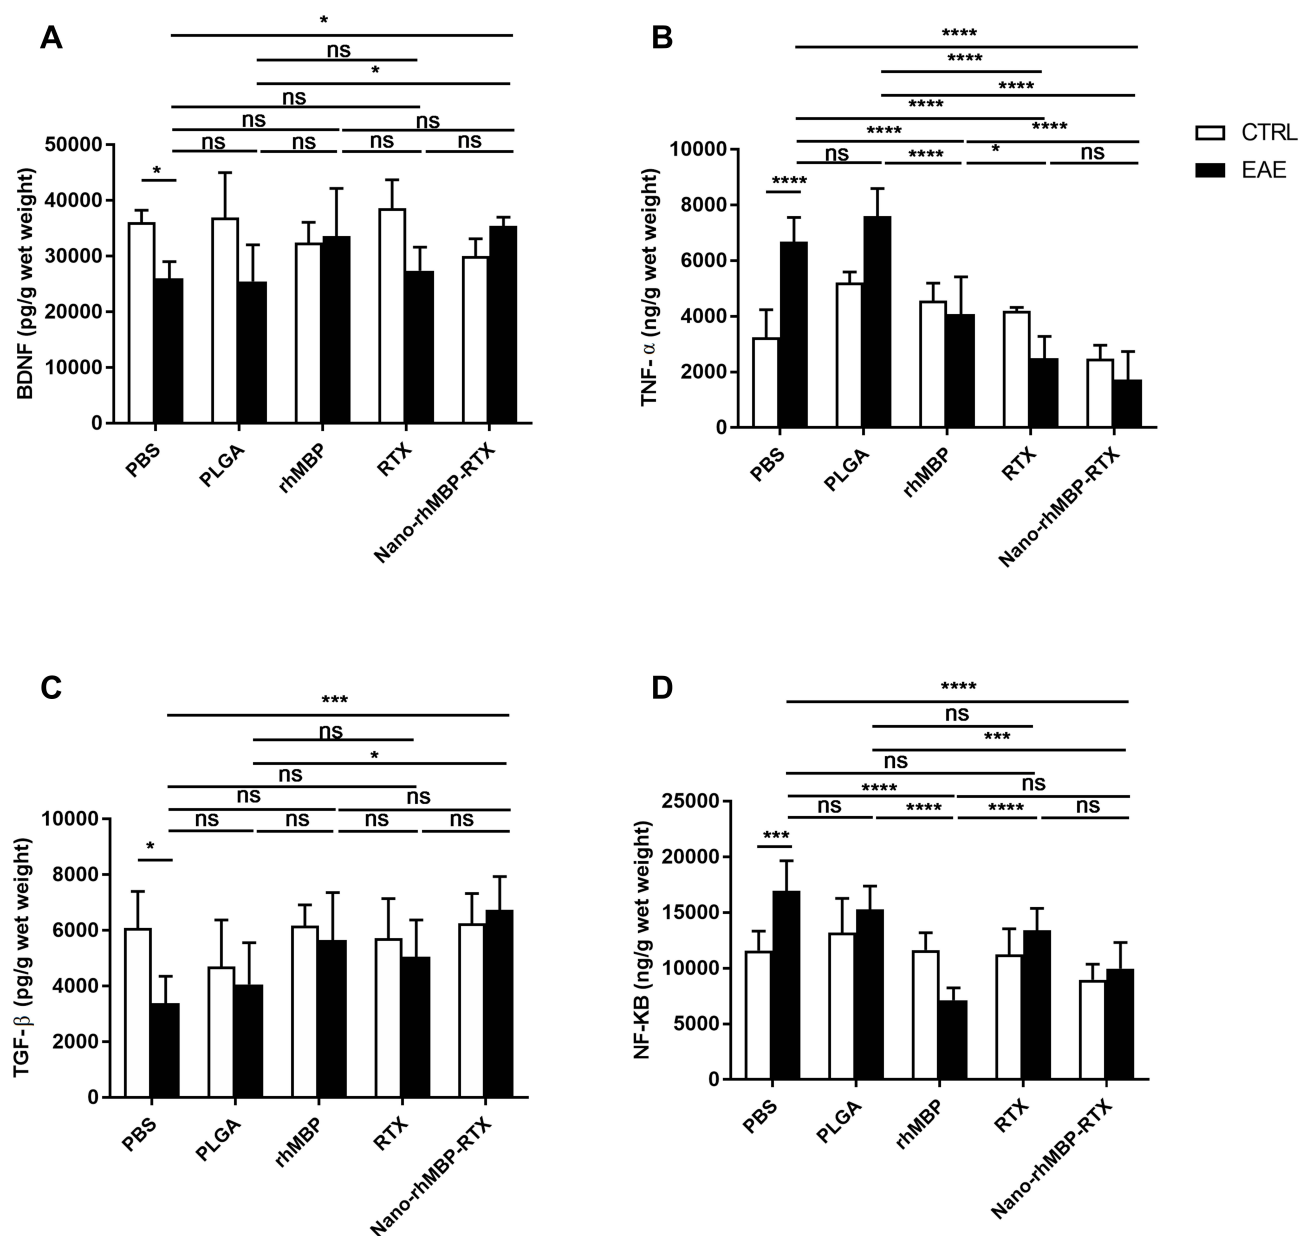 A
*
ns
*
ns
ns ns
ns ns ns ns
*
50000
40000
30000
20000
10000
0
BDNF (pg/g wet weight)
PBS
PLGA
rhMBP
RTX
Nano-rhMBP-RTX
B
****
****
****
****
**** ****
ns **** * ns
****
10000
8000
6000
4000
2000
0
TNF- α (ng/g wet weight)
PBS
PLGA
rhMBP
RTX
Nano-rhMBP-RTX
CTRL
EAE
C
***
ns
*
ns
ns ns
ns ns ns ns
*
10000
8000
6000
4000
2000
0
TGF-β (pg/g wet weight)
PBS
PLGA
rhMBP
RTX
Nano-rhMBP-RTX
D
****
ns
***
ns
**** ns
ns **** **** ns
***
25000
20000
15000
10000
5000
0
NF-KB (ng/g wet weight)
PBS
PLGA
rhMBP
RTX
Nano-rhMBP-RTX